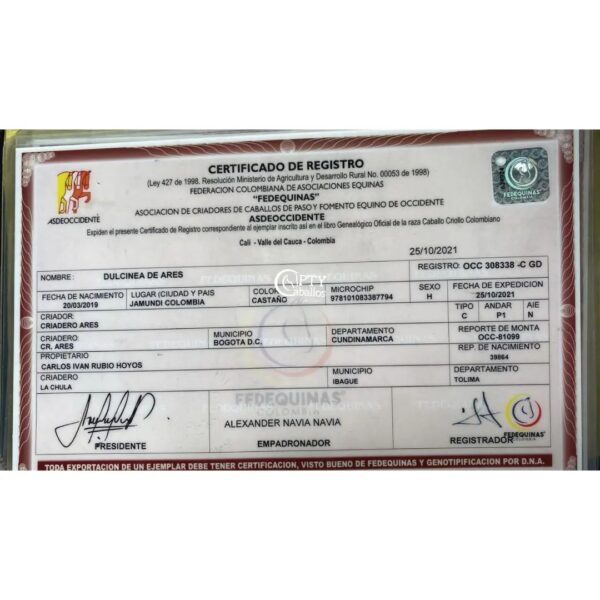 CERTIFICADO DE REGISTRO
(Ley 427 de 1998. Resolución Ministerio de Agricultura y Desarrollo Rural No. 00053 de 1998)
FEDERACION COLOMBIANA DE ASOCIACIONES EQUINAS
"FEDEQUINAS"
ASOCIACION DE CRIADORES DE CABALLOS DE PASO Y FOMENTO EQUINO DE OCCIDENTE
ASDEOCCIDENTE
ASDEOCCIDENTE
FEDEQUINAS
Expiden el presente Certificado de Registro correspondiente al ejemplar inscrito así en el libro Genealógico Oficial de la raza Caballo Criollo Colombiano
Cali - Valle del Cauca - Colombia
25/10/2021
NOMBRE: DULCINEA DE ARES
REGISTRO: OCC 308338 -C GD
PTY Caballos
FECHA DE NACIMIENTO LUGAR (CIUDAD Y PAIS COLOR MICROCHIP SEXO FECHA DE EXPEDICION
20/03/2019 JAMUNDI COLOMBIA CASTAÑO 978101083387794 H 25/10/2021
CRIADOR: TIPO ANDAR AIE
CRIADERO ARES C P1 N
CRIADERO: MUNICIPIO DEPARTAMENTO REPORTE DE MONTA
CR. ARES BOGOTA D.C. CUNDINAMARCA OCC-81099
PROPIETARIO REP. DE NACIMIENTO
CARLOS IVAN RUBIO HOYOS 39864
CRIADERO MUNICIPIO DEPARTAMENTO
LA CHULA IBAGUE TOLIMA
FEDEQUINAS
COLOMBIA
ALEXANDER NAVIA NAVIA
FEDEQUINAS
PRESIDENTE EMPADRONADOR REGISTRADOR
TODA EXPORTACION DE UN EJEMPLAR DEBE TENER CERTIFICACION, VISTO BUENO DE FEDEQUINAS Y GENOTIPIFICACION POR D.N.A.